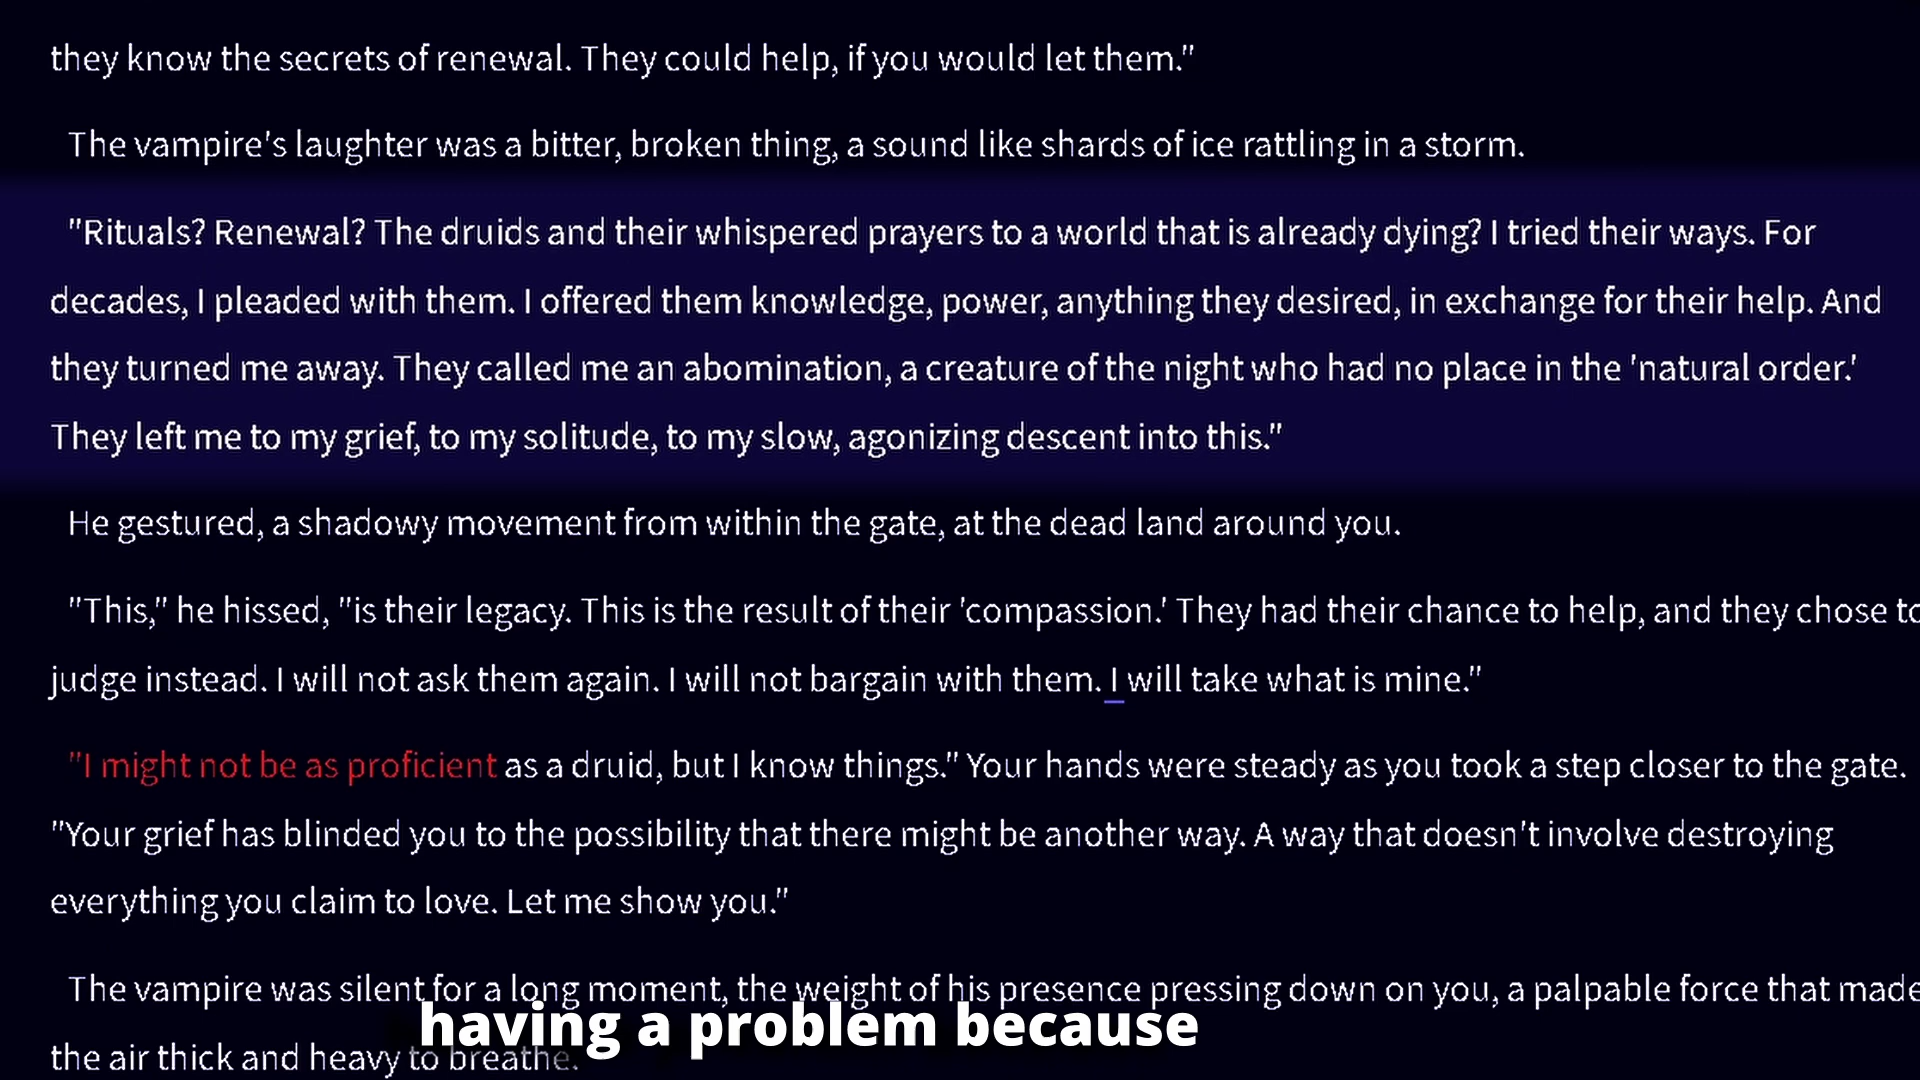 they know the secrets of renewal. They could help, if you would let them."
The vampire's laughter was a bitter, broken thing, a sound like shards of ice rattling in a storm.
"Rituals? Renewal? The druids and their whispered prayers to a world that is already dying? I tried their ways. For
decades, I pleaded with them. I offered them knowledge, power, anything they desired, in exchange for their help. And
they turned me away. They called me an abomination, a creature of the night who had no place in the 'natural order.'
They left me to my grief, to my solitude, to my slow, agonizing descent into this."
He gestured, a shadowy movement from within the gate, at the dead land around you.
"This," he hissed, "is their legacy. This is the result of their 'compassion.' They had their chance to help, and they chose to
judge instead. I will not ask them again. I will not bargain with them. I will take what is mine."
"I might not be as proficient as a druid, but I know things." Your hands were steady as you took a step closer to the gate.
"Your grief has blinded you to the possibility that there might be another way. A way that doesn't involve destroying
everything you claim to love. Let me show you."
The vampire was silent for a long moment, the weight of his presence pressing down on you, a palpable force that made
the air thick and heavy to breathe.
having a problem because